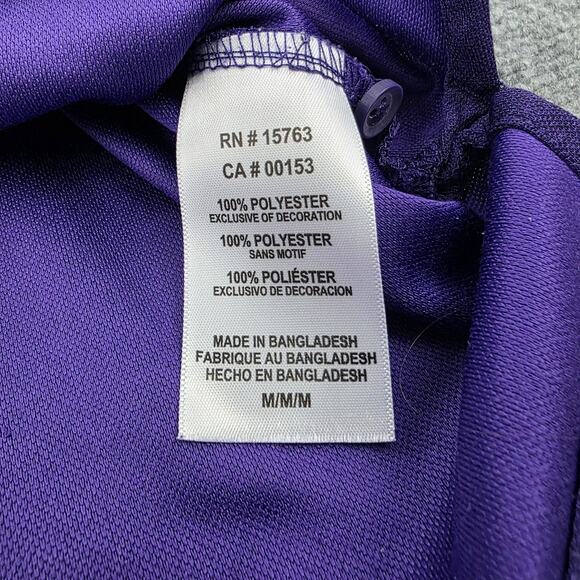 RN # 15763
CA # 00153
100% POLYESTER
EXCLUSIVE OF DECORATION
100% POLYESTER
SANS MOTIF
100% POLIÉSTER
EXCLUSIVO DE DECORACION
MADE IN BANGLADESH
FABRIQUE AU BANGLADESH
HECHO EN BANGLADESH
M/M/M